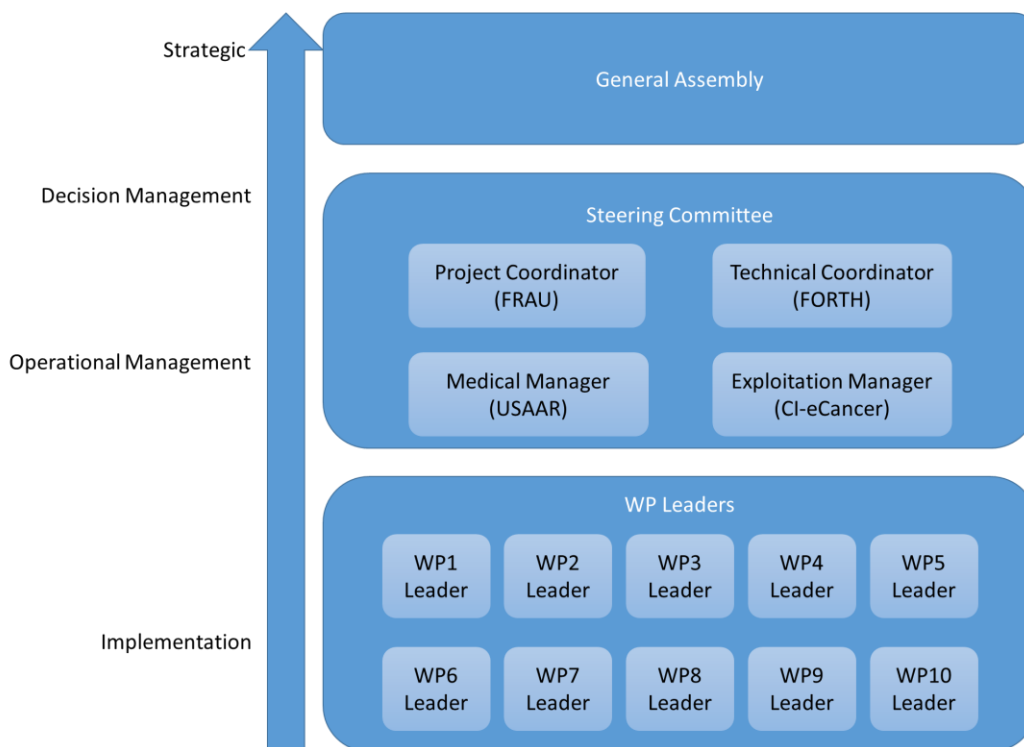 Strategic
General Assembly
Decision Management
Steering Committee
Project Coordinator
(FRAU)
Technical Coordinator
(FORTH)
Operational Management
Medical Manager
(USAAR)
Exploitation Manager
(CI-eCancer)
WP Leaders
WP1
Leader
WP2
Leader
WP3
Leader
WP4
Leader
WP5
Leader
Implementation
WP6
Leader
WP7
Leader
WP8
Leader
WP9
Leader
WP10
Leader